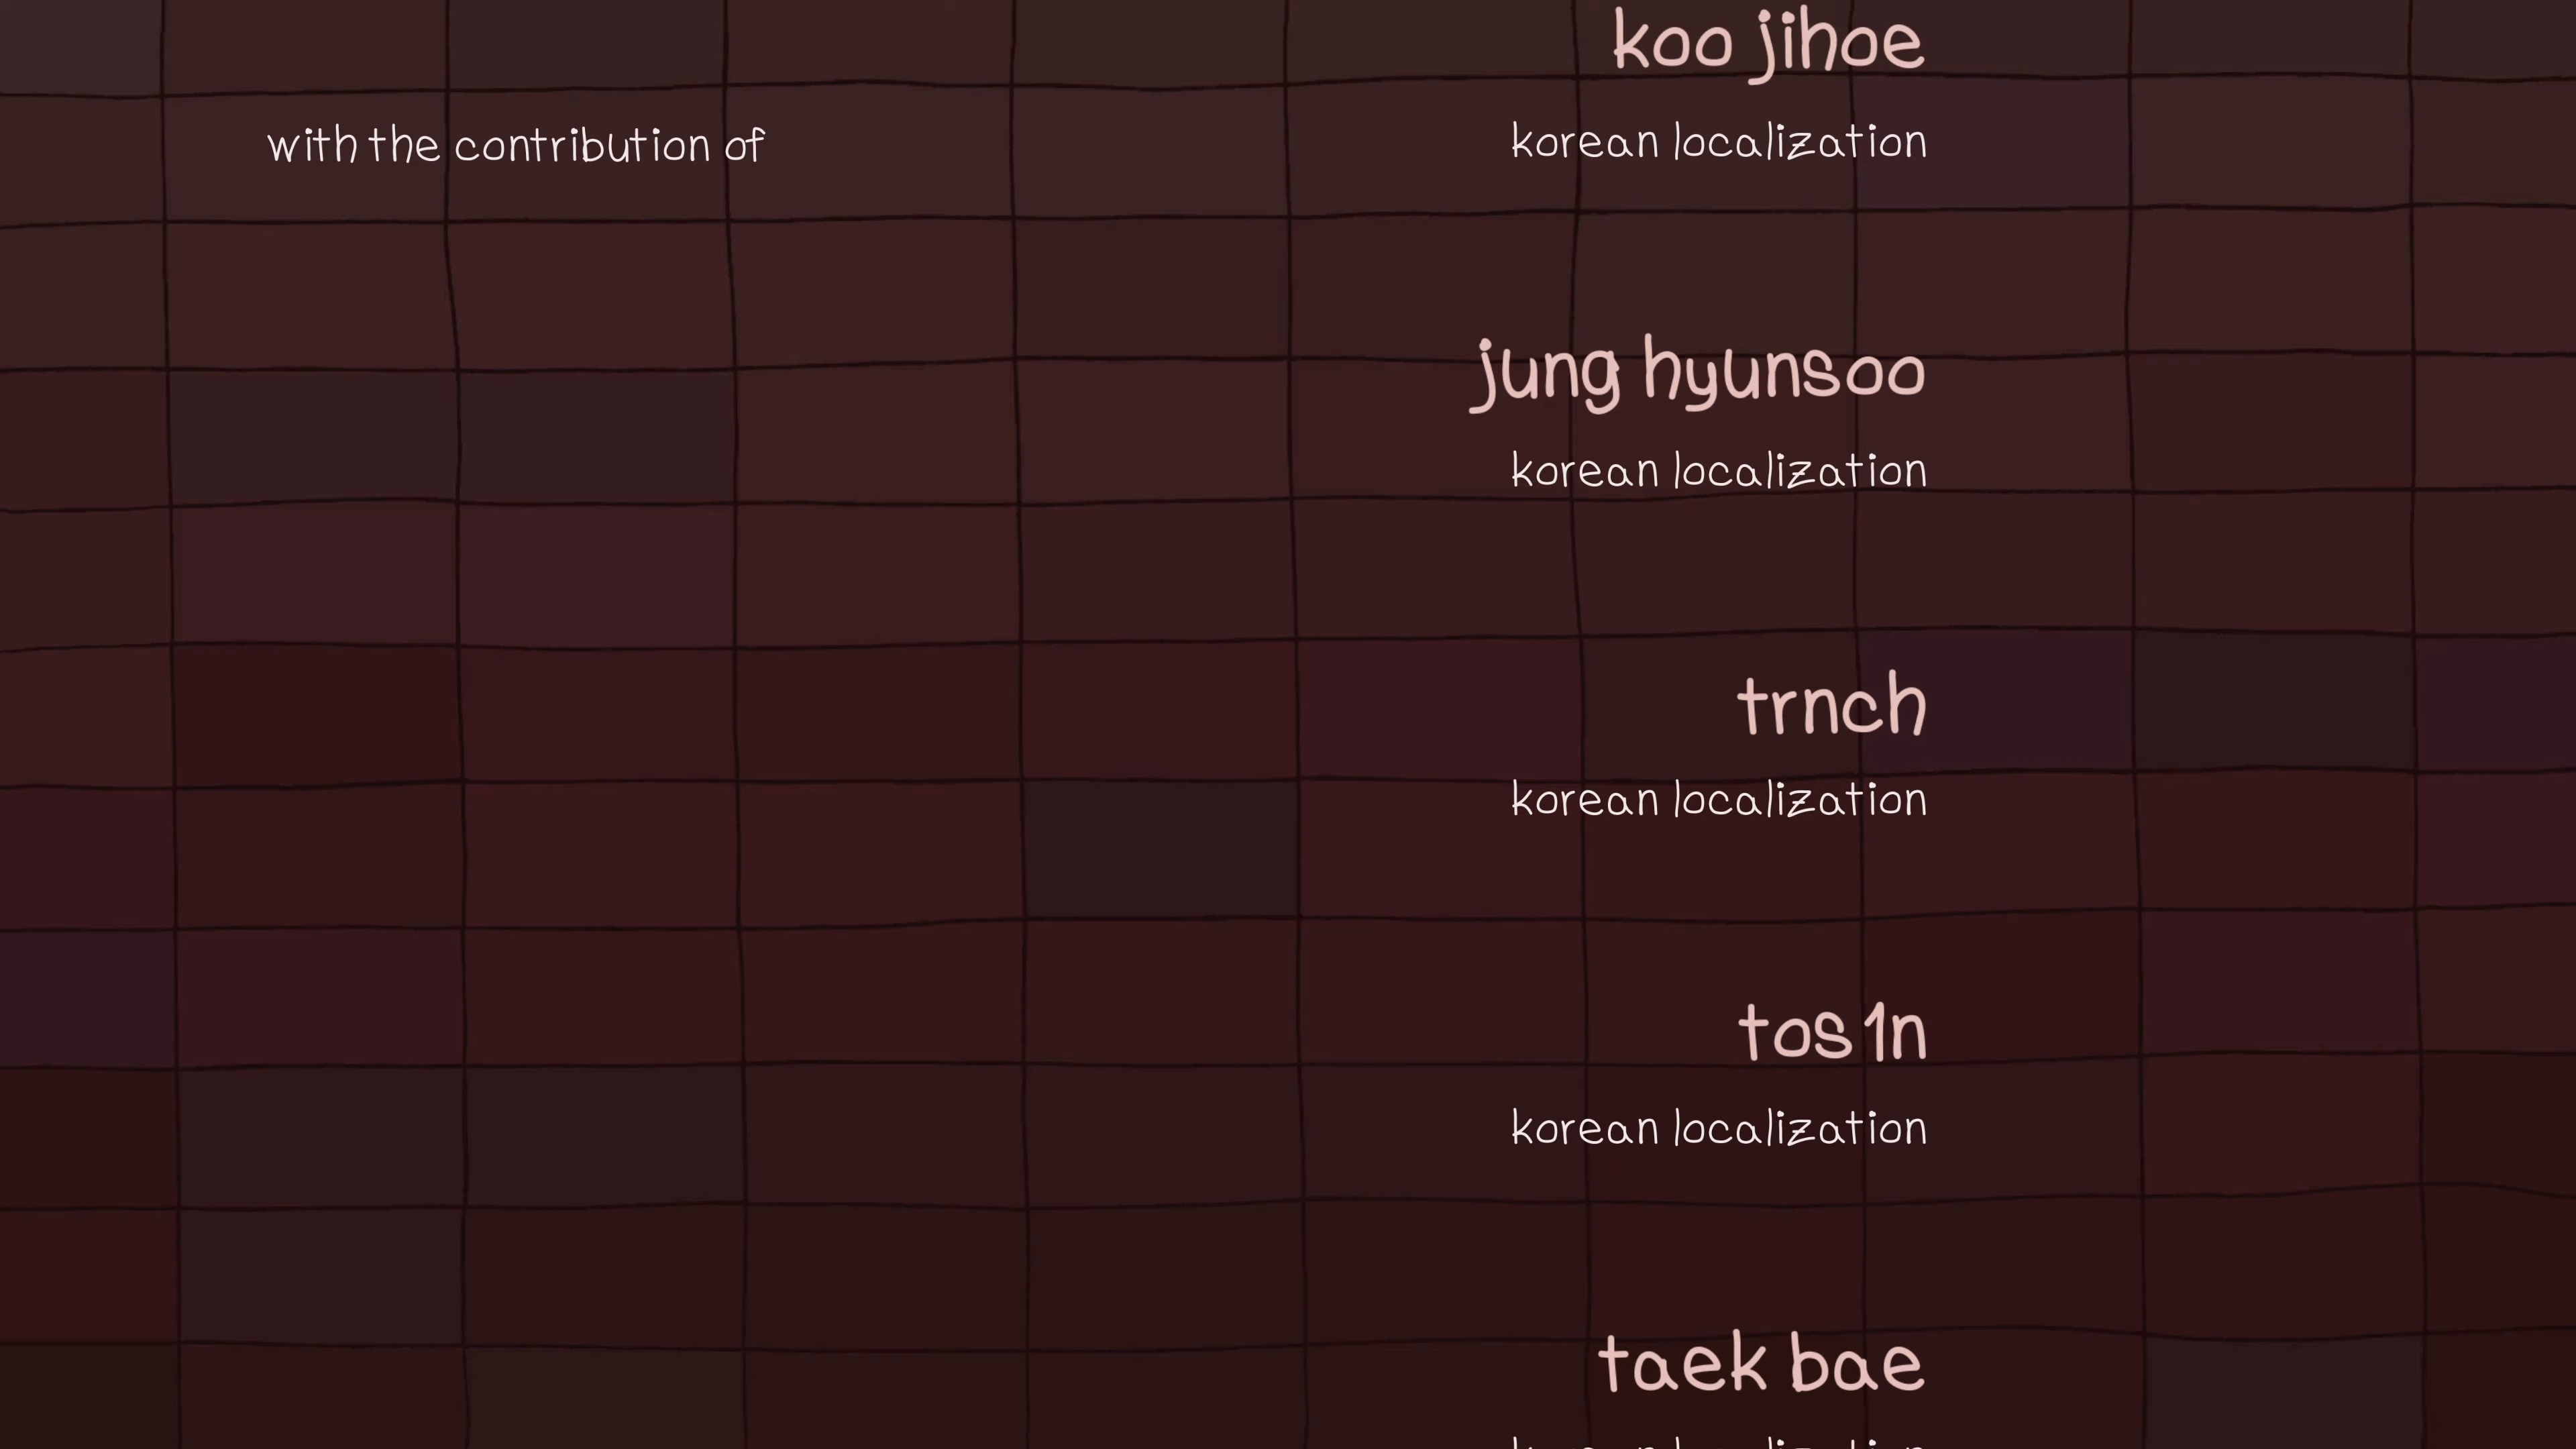 koo jihoe
with the contribution of
korean localization
jung hyunsoo
korean localization
trnch
korean localization
tos1n
korean localization
taek bae